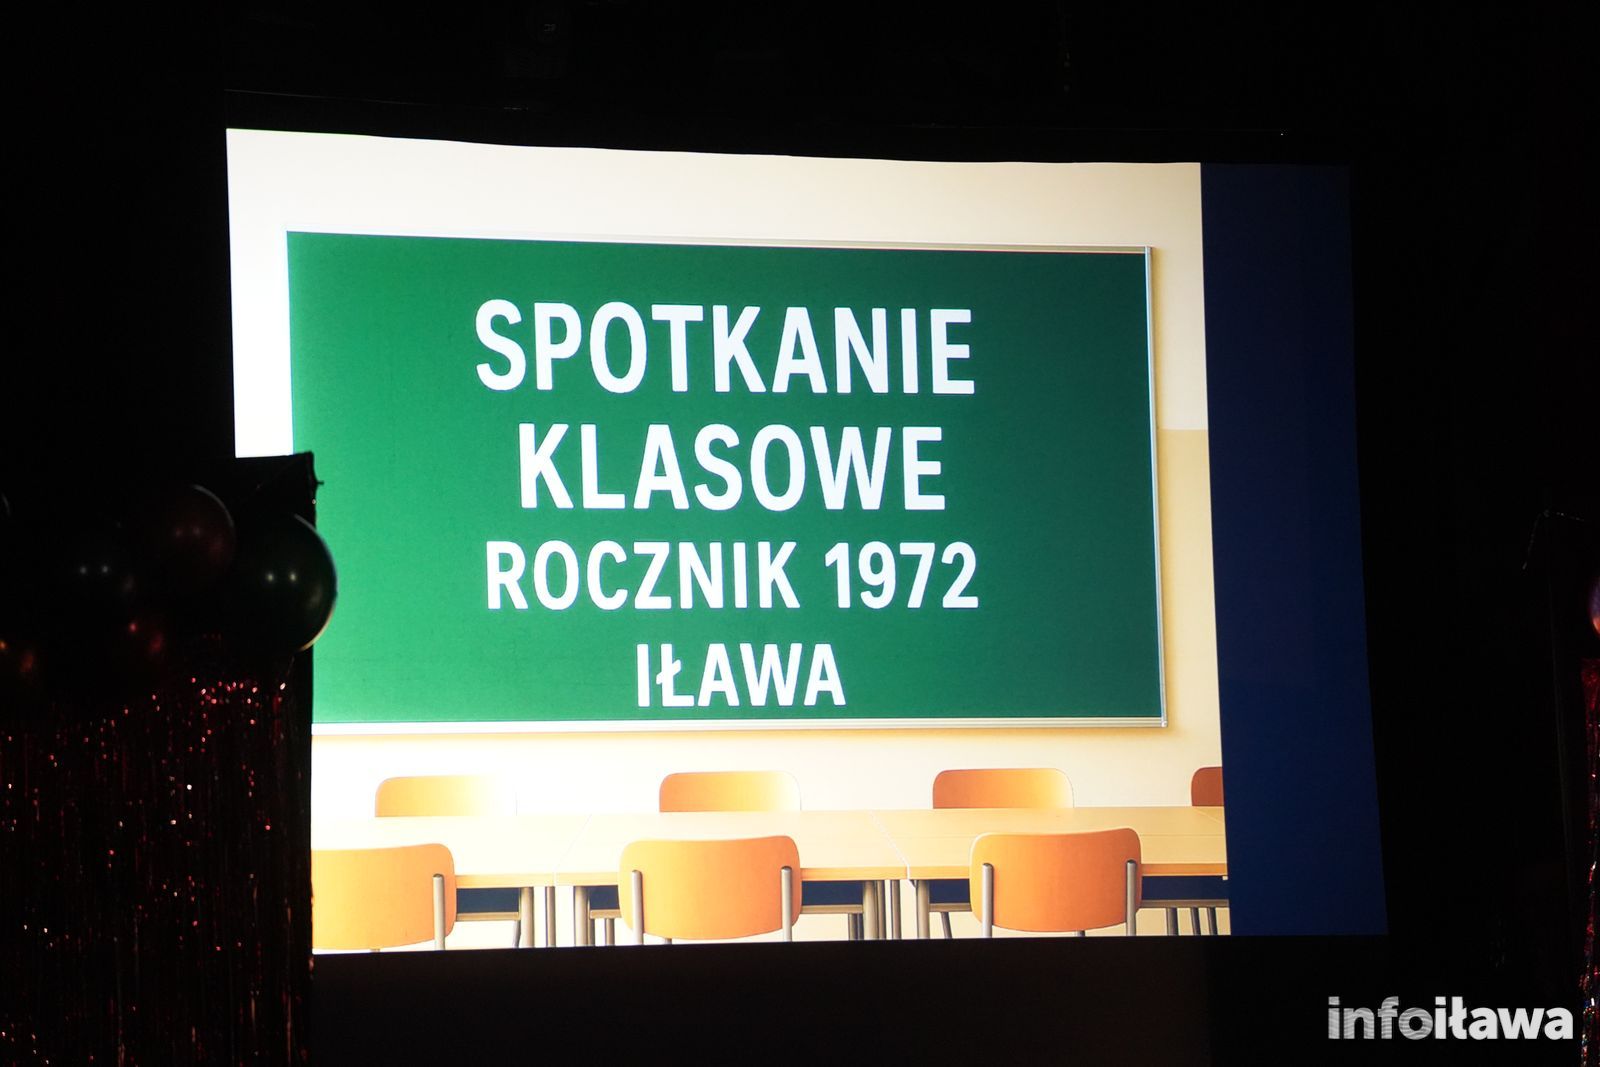 SPOTKANIE
KLASOWE
ROCZNIK 1972
IŁAWA
infoiława